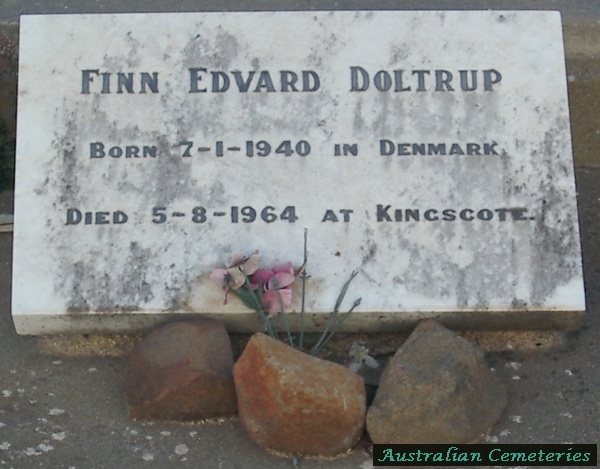 FINN EDVARD DOLTRUP
BORN 7-1-1940 IN DENMARK.
DIED 5-8-1964 AT KINGSCOTE.
Australian Cemeteries